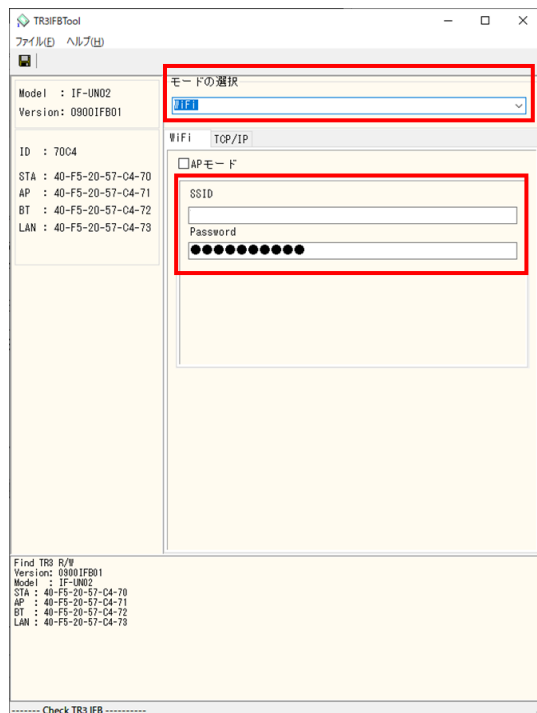 TR3IFBTool
ファイル(F) ヘルプ(H)
Model : IF-UN02
Version: 0900IFB01
ID : 70C4
STA : 40-F5-20-57-C4-70
AP : 40-F5-20-57-C4-71
BT : 40-F5-20-57-C4-72
LAN : 40-F5-20-57-C4-73
モードの選択
WiFi
WiFi TCP/IP
APモード
SSID
Password
●●●●●●●●●●
Find TR3 R/W
Version: 0900IFB01
Model : IF-UN02
STA : 40-F5-20-57-C4-70
AP : 40-F5-20-57-C4-71
BT : 40-F5-20-57-C4-72
LAN : 40-F5-20-57-C4-73
------- Check TR3 IFB ----------